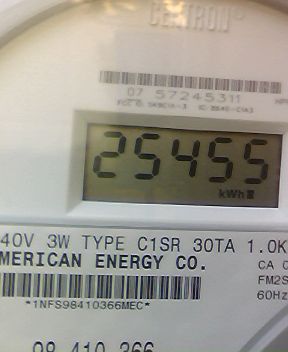 CENTRON®
07 57245311
25455
kWh
40V 3W TYPE C1SR 30TA 1.0K
MERICAN ENERGY CO.
CA 0
FM2S
60Hz
*1NFS98410366MEC*
98 410 366